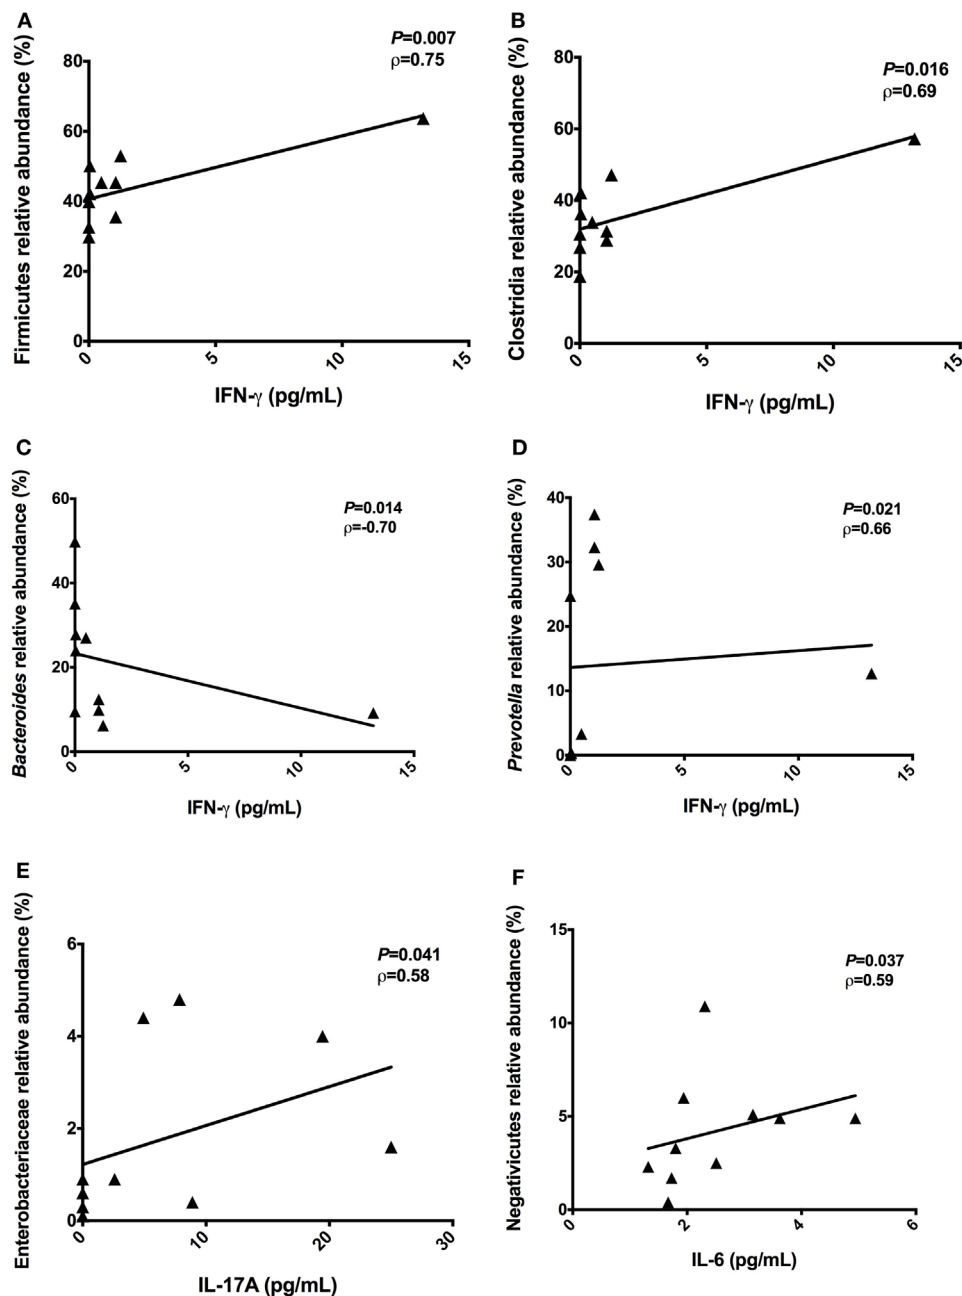 A
Firmicutes relative abundance (%)
P=0.007
ρ=0.75
80
60
40
20
0
0 5 10 15
IFN-γ (pg/mL)
B
Clostridia relative abundance (%)
P=0.016
ρ=0.69
80
60
40
20
0
0 5 10 15
IFN-γ (pg/mL)
C
Bacteroides relative abundance (%)
P=0.014
ρ=-0.70
60
40
20
0
0 5 10 15
IFN-γ (pg/mL)
D
Prevotella relative abundance (%)
P=0.021
ρ=0.66
40
30
20
10
0
0 5 10 15
IFN-γ (pg/mL)
E
Enterobacteriaceae relative abundance (%)
P=0.041
ρ=0.58
6
4
2
0
0 10 20 30
IL-17A (pg/mL)
F
Negativicutes relative abundance (%)
P=0.037
ρ=0.59
15
10
5
0
0 2 4 6
IL-6 (pg/mL)